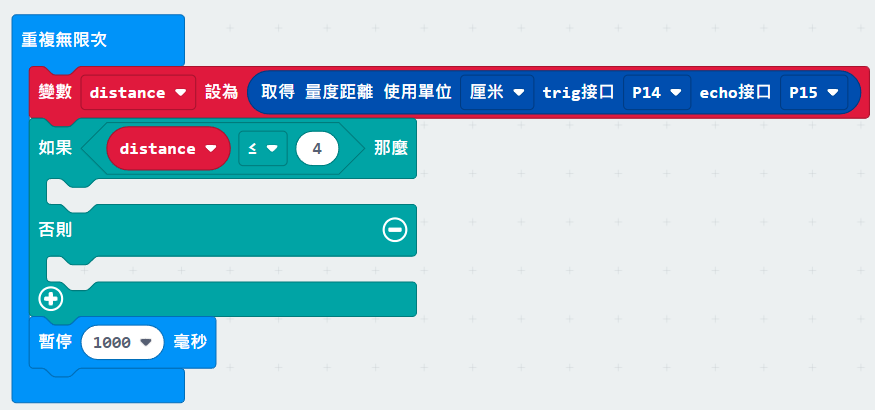 重複無限次
變數 distance 設為 取得 量度距離 使用單位 厘米 trig接口 P14 echo接口 P15
如果 distance ≤ 4 那麼
否則
暫停 1000 毫秒